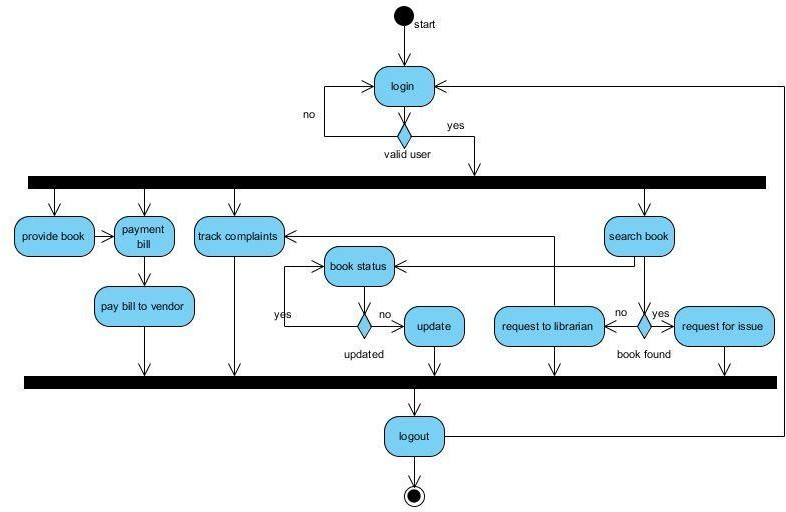 start
login
no
yes
valid user
provide book
payment
bill
track complaints
search book
book status
pay bill to vendor
yes
no
update
request to librarian
no
yes
request for issue
updated
book found
logout